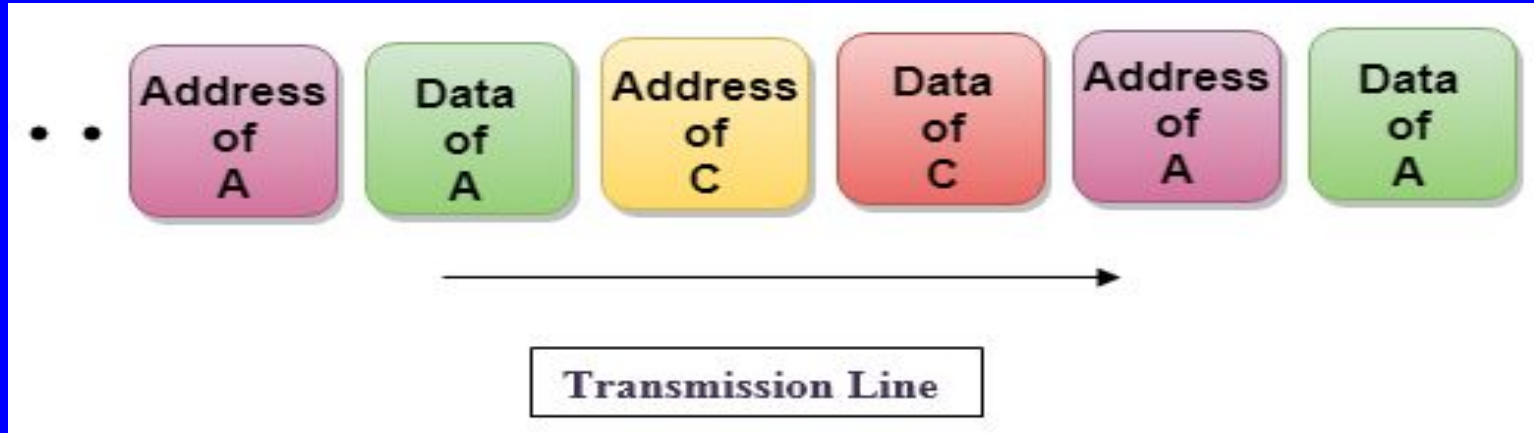 Address
of
A
Data
of
A
Address
of
C
Data
of
C
Address
of
A
Data
of
A
Transmission Line